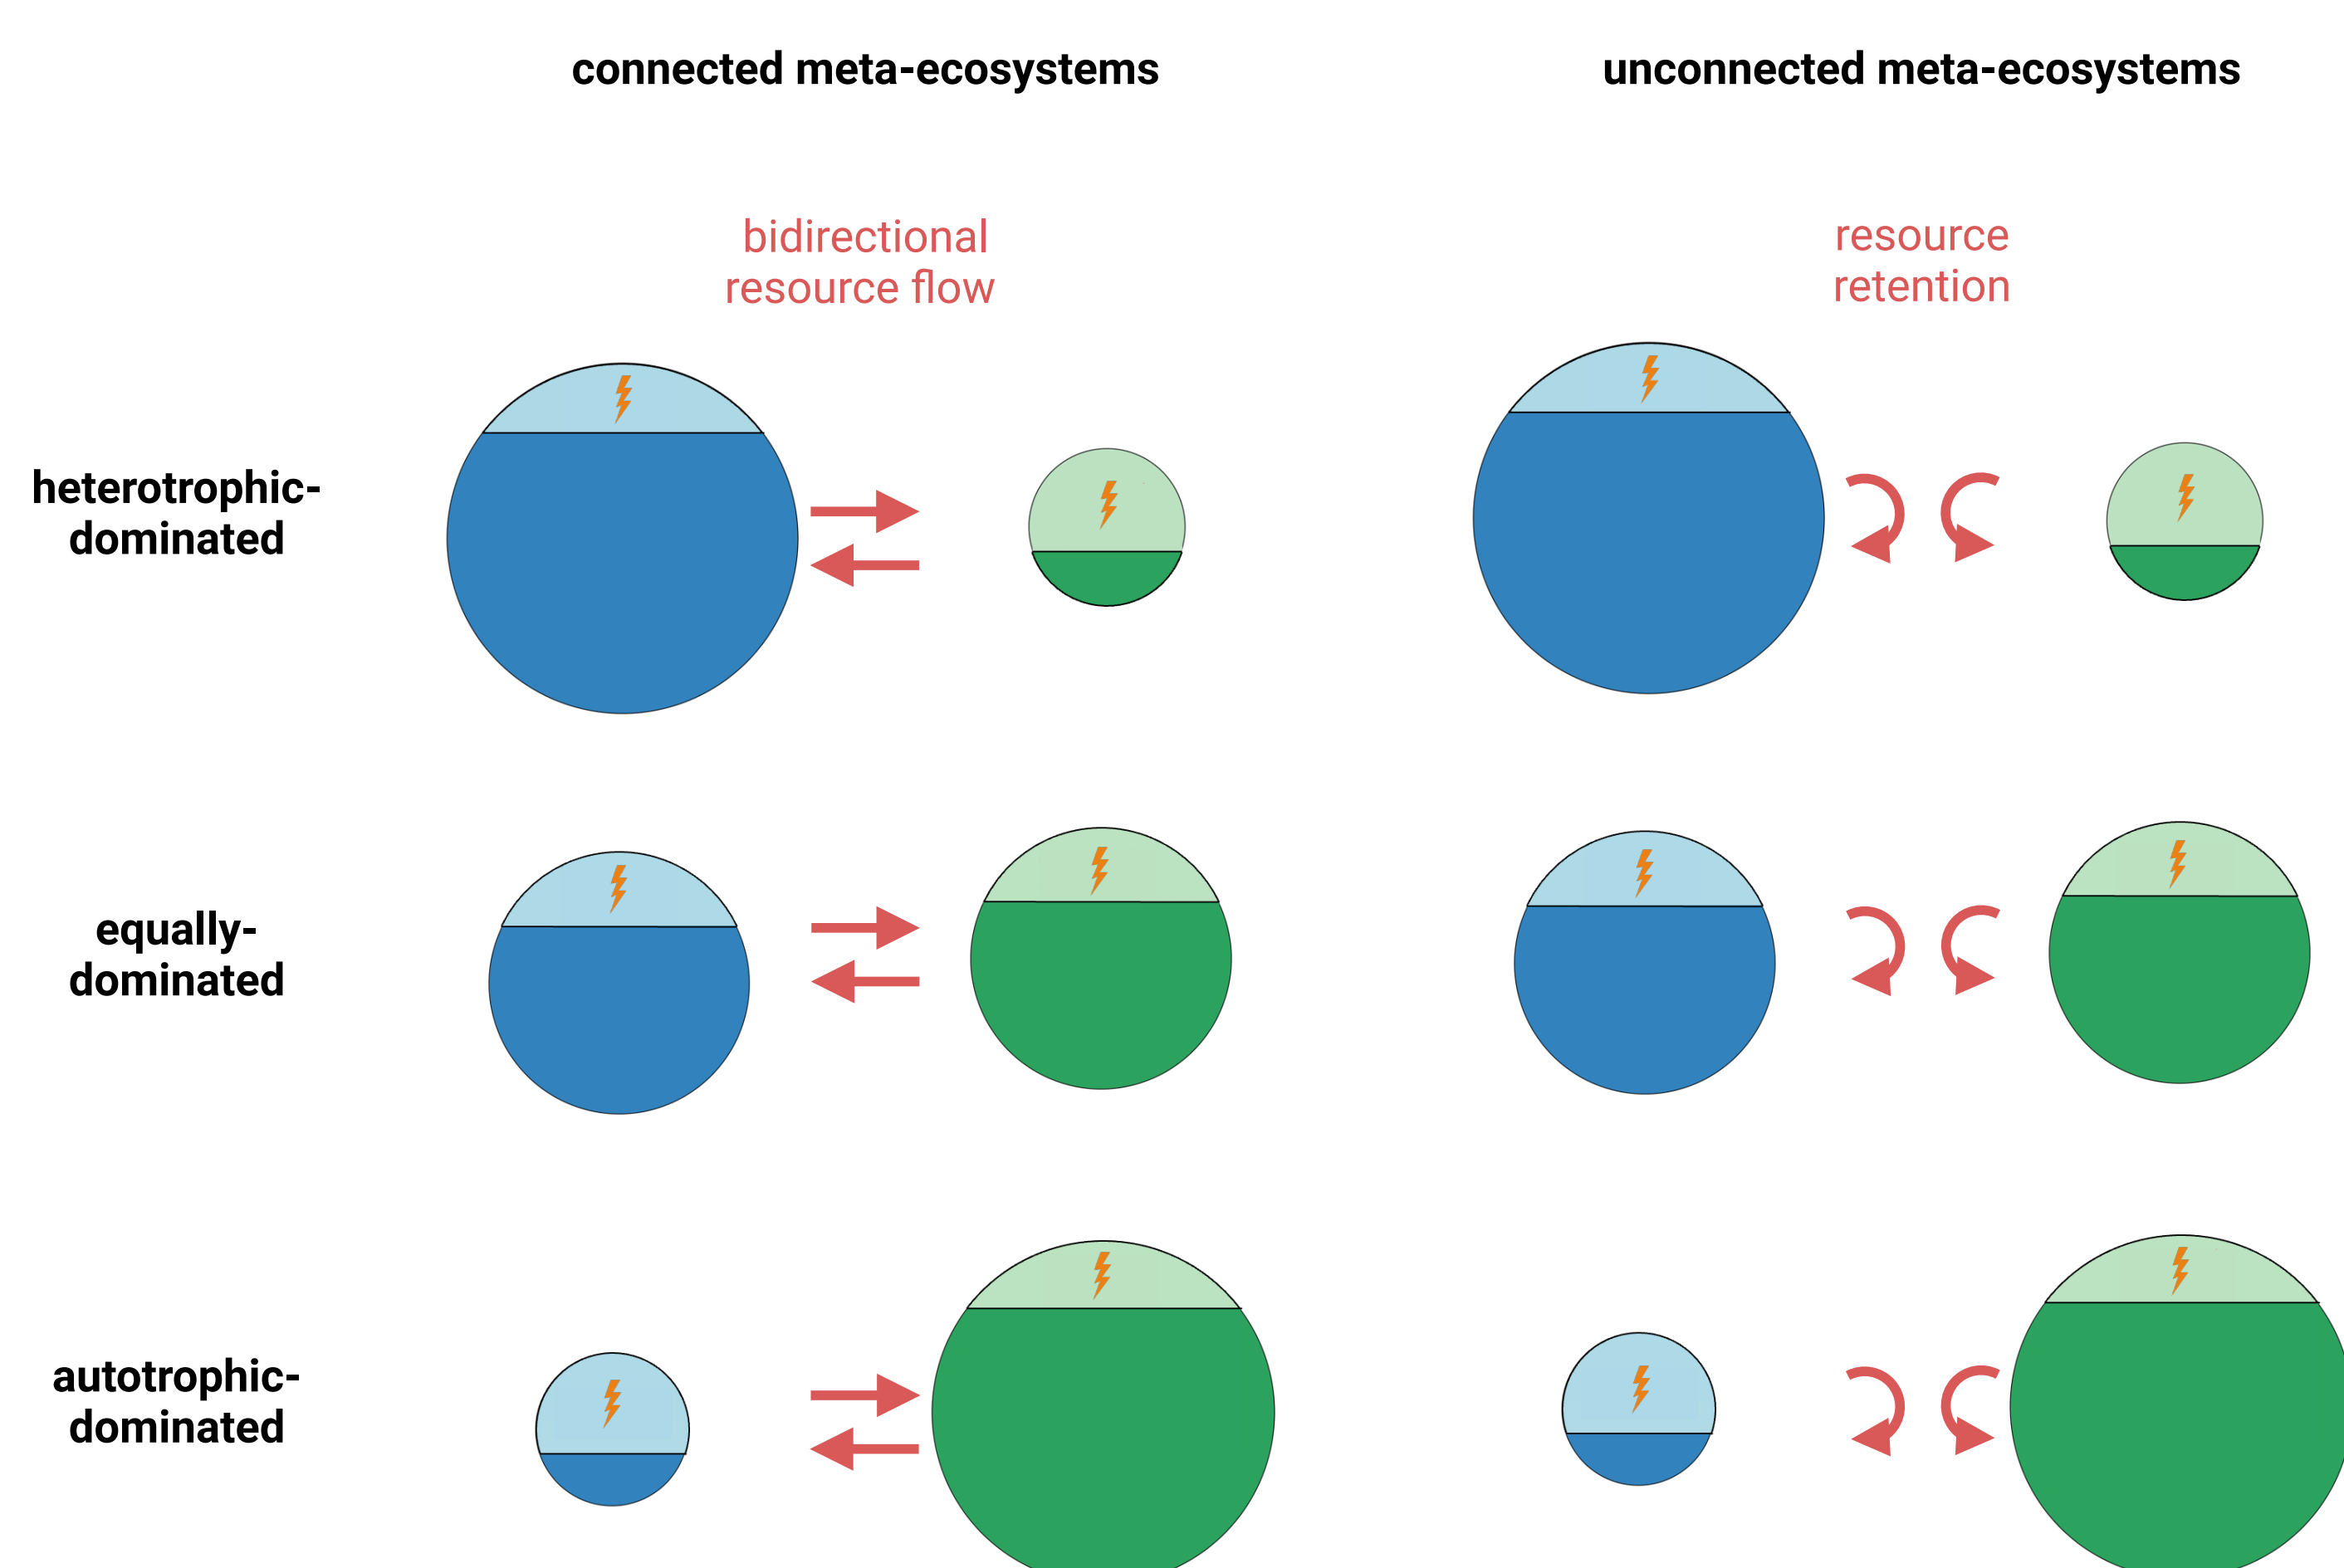 connected meta-ecosystems
unconnected meta-ecosystems
bidirectional
resource flow
resource
retention
heterotrophic-
dominated
equally-
dominated
autotrophic-
dominated